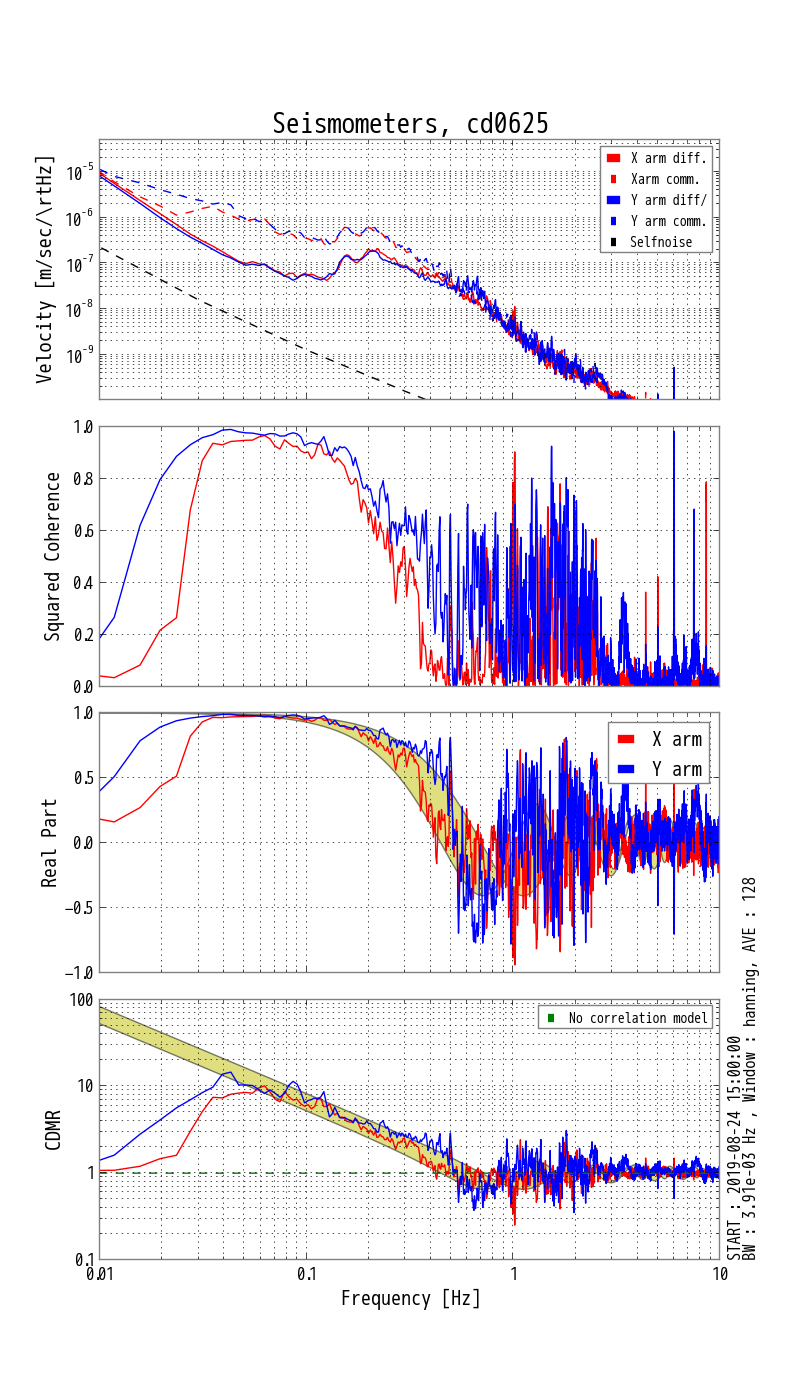 Seismometers, cd0625
Velocity [m/sec/\rtHz]
10^-5
10^-6
10^-7
10^-8
10^-9
X arm diff.
Xarm comm.
Y arm diff/
Y arm comm.
Selfnoise
Squared Coherence
1.0
0.8
0.6
0.4
0.2
0.0
Real Part
1.0
0.5
0.0
−0.5
−1.0
X arm
Y arm
CDMR
100
10
1
0.1
No correlation model
0.01
0.1
1
10
Frequency [Hz]
START : 2019-08-24 15:00:00
BW : 3.91e-03 Hz , Window : hanning, AVE : 128